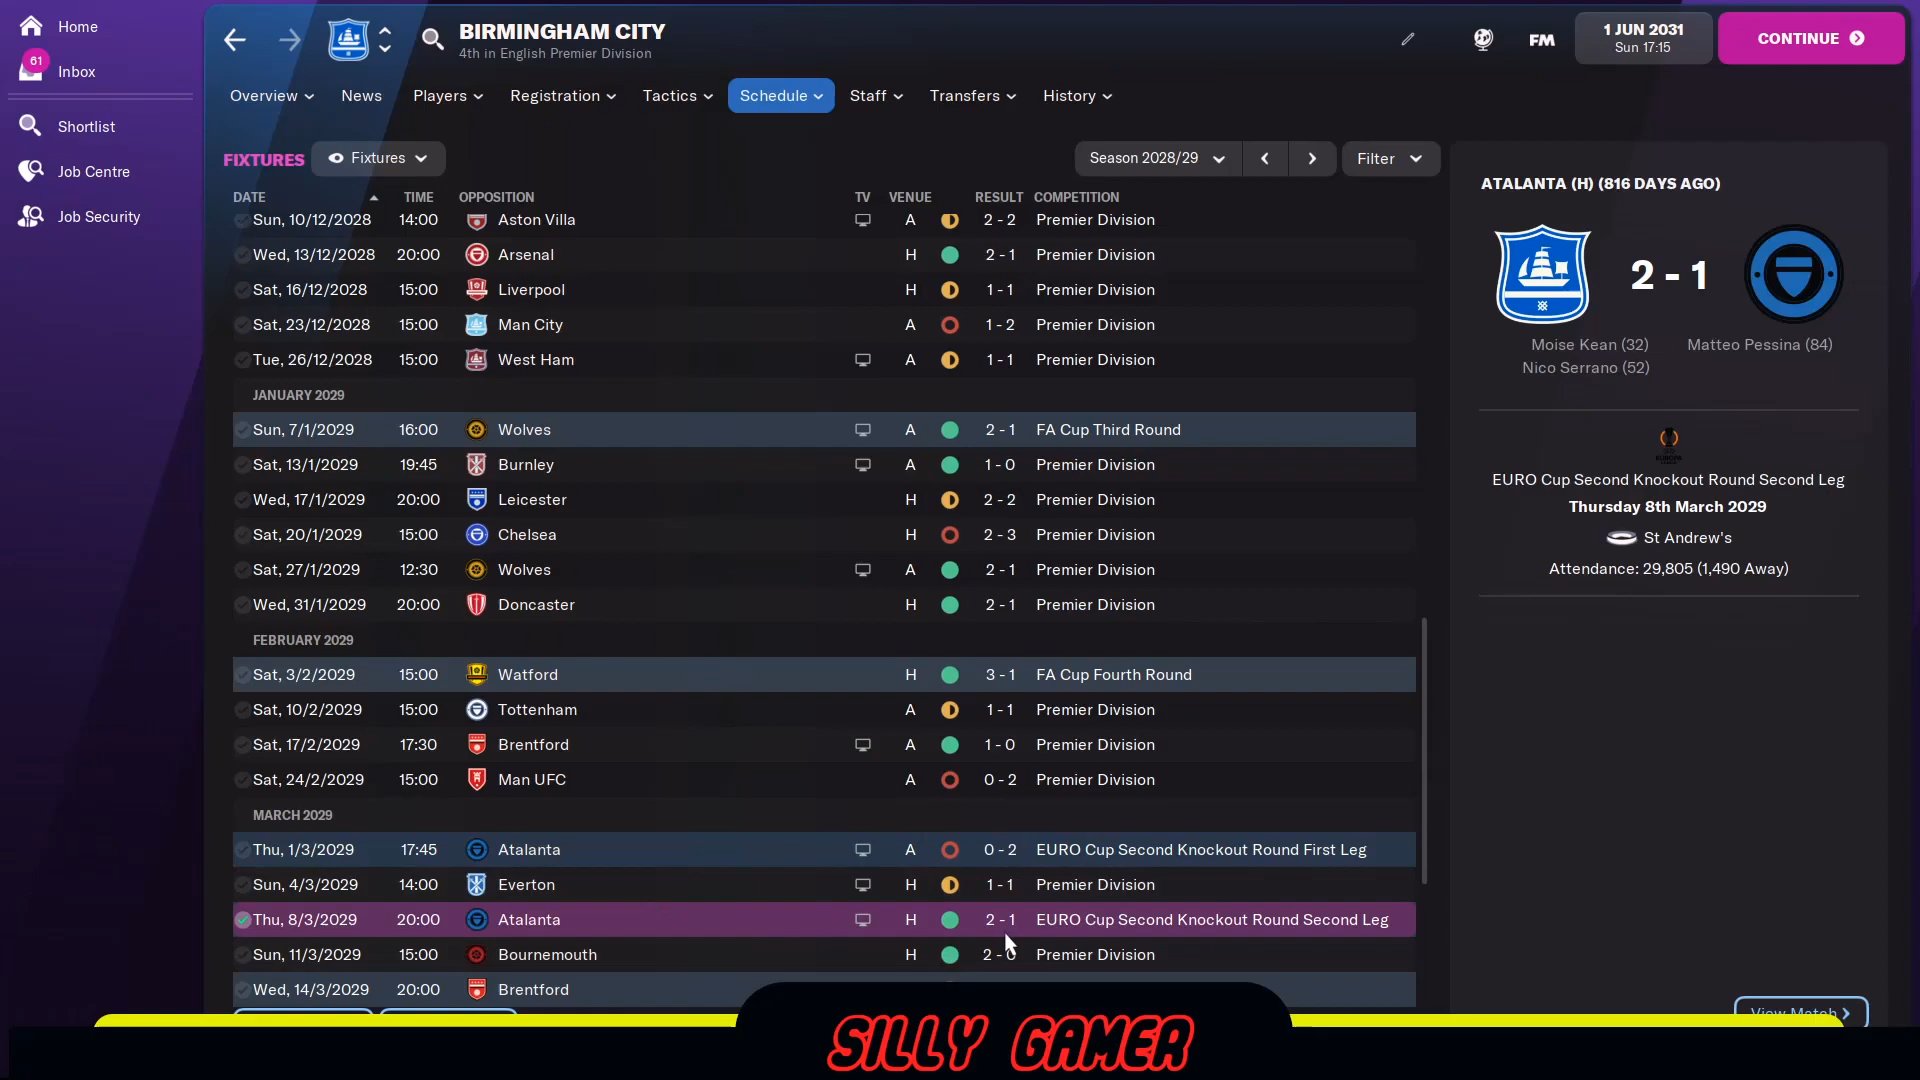 Home
61
Inbox
Shortlist
Job Centre
Job Security
BIRMINGHAM CITY
4th in English Premier Division
FM
1 JUN 2031
Sun 17:15
CONTINUE
Overview
News
Players
Registration
Tactics
Schedule
Staff
Transfers
History
FIXTURES
Fixtures
Season 2028/29
Filter
DATE TIME OPPOSITION TV VENUE RESULT COMPETITION
Sun, 10/12/2028 14:00 Aston Villa A 2 - 2 Premier Division
Wed, 13/12/2028 20:00 Arsenal H 2 - 1 Premier Division
Sat, 16/12/2028 15:00 Liverpool H 1 - 1 Premier Division
Sat, 23/12/2028 15:00 Man City A 1 - 2 Premier Division
Tue, 26/12/2028 15:00 West Ham A 1 - 1 Premier Division
JANUARY 2029
Sun, 7/1/2029 16:00 Wolves A 2 - 1 FA Cup Third Round
Sat, 13/1/2029 19:45 Burnley A 1 - 0 Premier Division
Wed, 17/1/2029 20:00 Leicester H 2 - 2 Premier Division
Sat, 20/1/2029 15:00 Chelsea H 2 - 3 Premier Division
Sat, 27/1/2029 12:30 Wolves A 2 - 1 Premier Division
Wed, 31/1/2029 20:00 Doncaster H 2 - 1 Premier Division
FEBRUARY 2029
Sat, 3/2/2029 15:00 Watford H 3 - 1 FA Cup Fourth Round
Sat, 10/2/2029 15:00 Tottenham A 1 - 1 Premier Division
Sat, 17/2/2029 17:30 Brentford A 1 - 0 Premier Division
Sat, 24/2/2029 15:00 Man UFC A 0 - 2 Premier Division
MARCH 2029
Thu, 1/3/2029 17:45 Atalanta A 0 - 2 EURO Cup Second Knockout Round First Leg
Sun, 4/3/2029 14:00 Everton H 1 - 1 Premier Division
Thu, 8/3/2029 20:00 Atalanta H 2 - 1 EURO Cup Second Knockout Round Second Leg
Sun, 11/3/2029 15:00 Bournemouth H 2 - 0 Premier Division
Wed, 14/3/2029 20:00 Brentford
ATALANTA (H) (816 DAYS AGO)
2 - 1
Moise Kean (32)
Nico Serrano (52)
Matteo Pessina (84)
EURO Cup Second Knockout Round Second Leg
Thursday 8th March 2029
St Andrew's
Attendance: 29,805 (1,490 Away)
View Match
SILLY GAMER